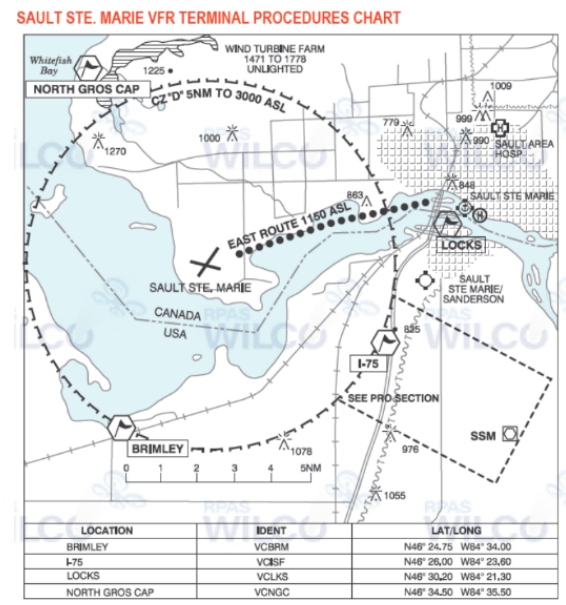 SAULT STE. MARIE VFR TERMINAL PROCEDURES CHART
Whitefish
Bay
WIND TURBINE FARM
1471 TO 1778
UNLIGHTED
1225
NORTH GROS CAP
CZ "D" 5NM TO 3000 ASL
1009
999
779
990
1270
1000
SAULT AREA
HOSP
848
863
SAULT STE MARIE
H
EAST ROUTE 1150 ASL
LOCKS
SAULT STE. MARIE
SAULT
STE MARIE/
SANDERSON
CANADA
USA
825
I-75
SEE PRO SECTION
SSM
BRIMLEY
1078
976
0 1 2 3 4 5NM
1055
RPAS
WILCO
LOCATION IDENT LAT/LONG
BRIMLEY VCBRM N46° 24.75 W84° 34.00
I-75 VCISF N46° 26.00 W84° 23.60
LOCKS VCLKS N46° 30.20 W84° 21.30
NORTH GROS CAP VCNGC N46° 34.50 W84° 35.50